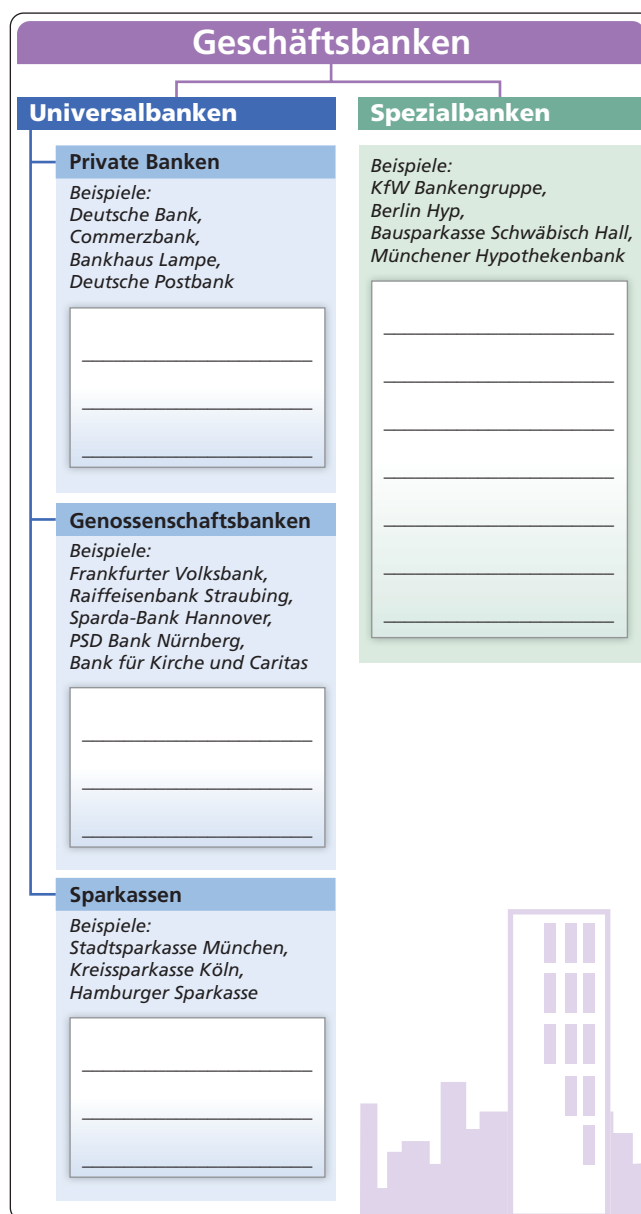 Geschäftsbanken
Universalbanken
Private Banken
Beispiele:
Deutsche Bank,
Commerzbank,
Bankhaus Lampe,
Deutsche Postbank
Genossenschaftsbanken
Beispiele:
Frankfurter Volksbank,
Raiffeisenbank Straubing,
Sparda-Bank Hannover,
PSD Bank Nürnberg,
Bank für Kirche und Caritas
Sparkassen
Beispiele:
Stadtsparkasse München,
Kreissparkasse Köln,
Hamburger Sparkasse
Spezialbanken
Beispiele:
KfW Bankengruppe,
Berlin Hyp,
Bausparkasse Schwäbisch Hall,
Münchener Hypothekenbank